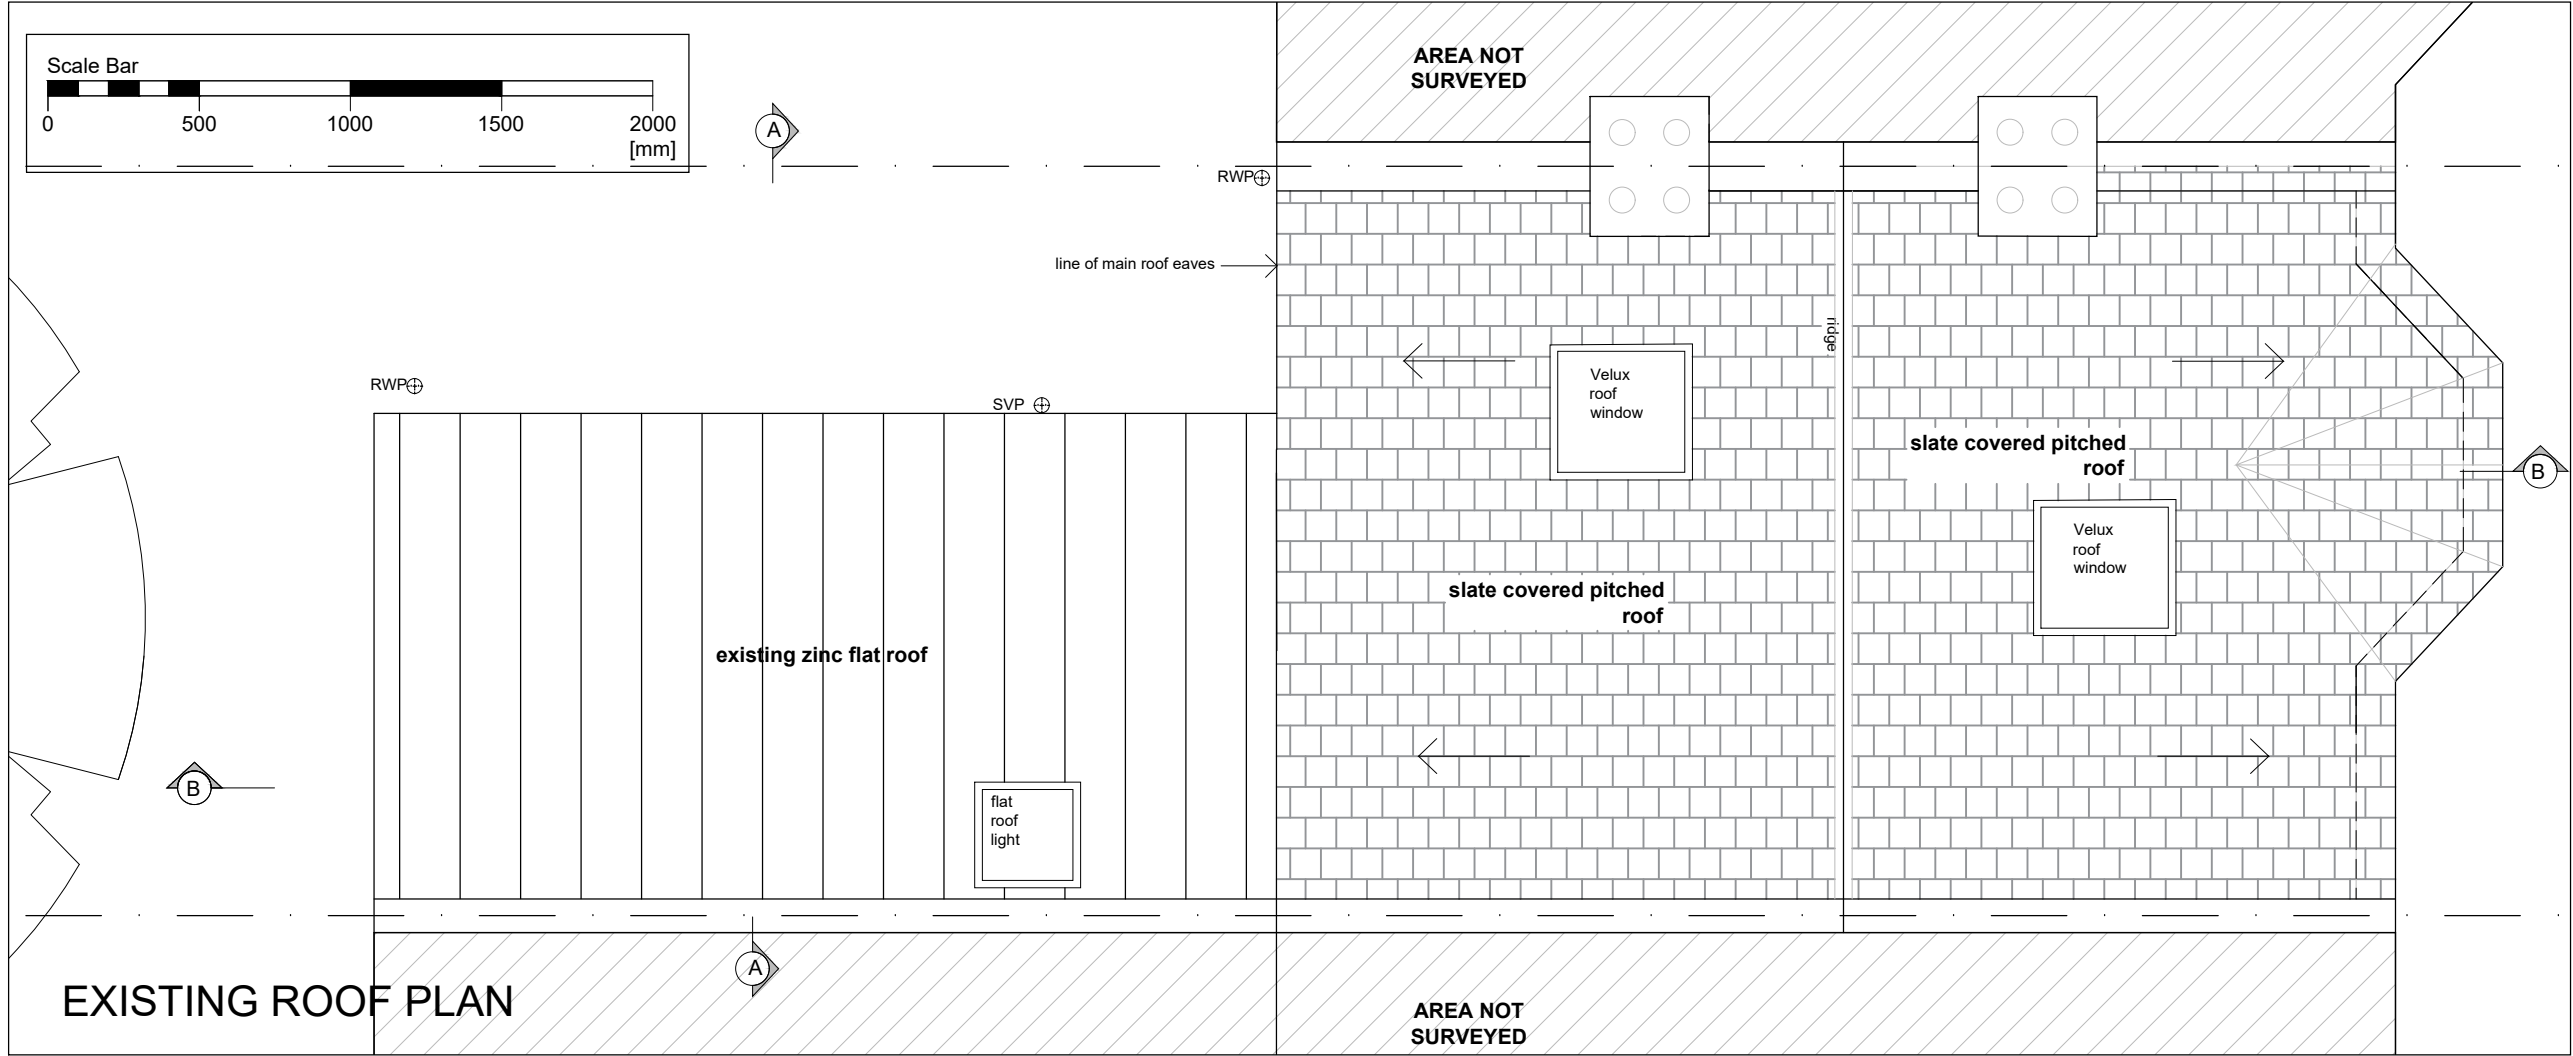 Scale Bar
0 500 1000 1500 2000
[mm]
AREA NOT
SURVEYED
A
RWP
line of main roof eaves
ridge
RWP
SVP
Velux
roof
window
slate covered pitched
roof
B
Velux
roof
window
slate covered pitched
roof
existing zinc flat roof
B
flat
roof
light
A
EXISTING ROOF PLAN
AREA NOT
SURVEYED